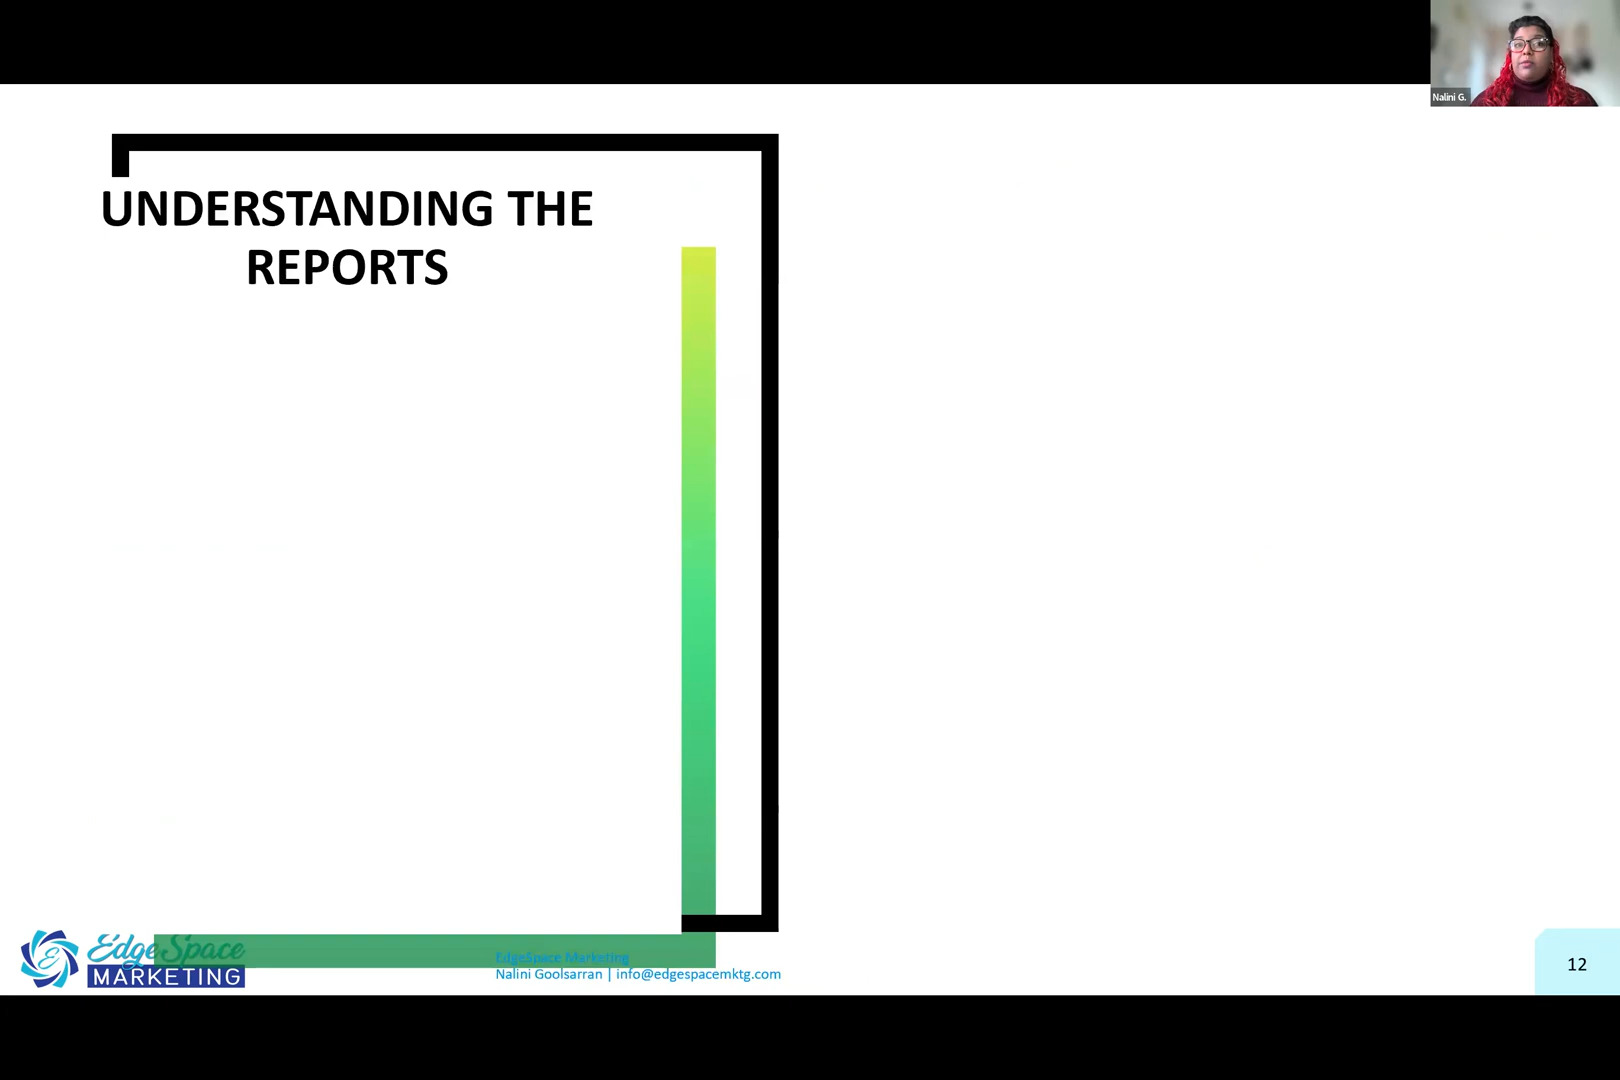 Nalini G.
UNDERSTANDING THE
REPORTS
Edge Space
MARKETING
EdgeSpace Marketing
Nalini Goolsarran | info@edgespacemktg.com
12